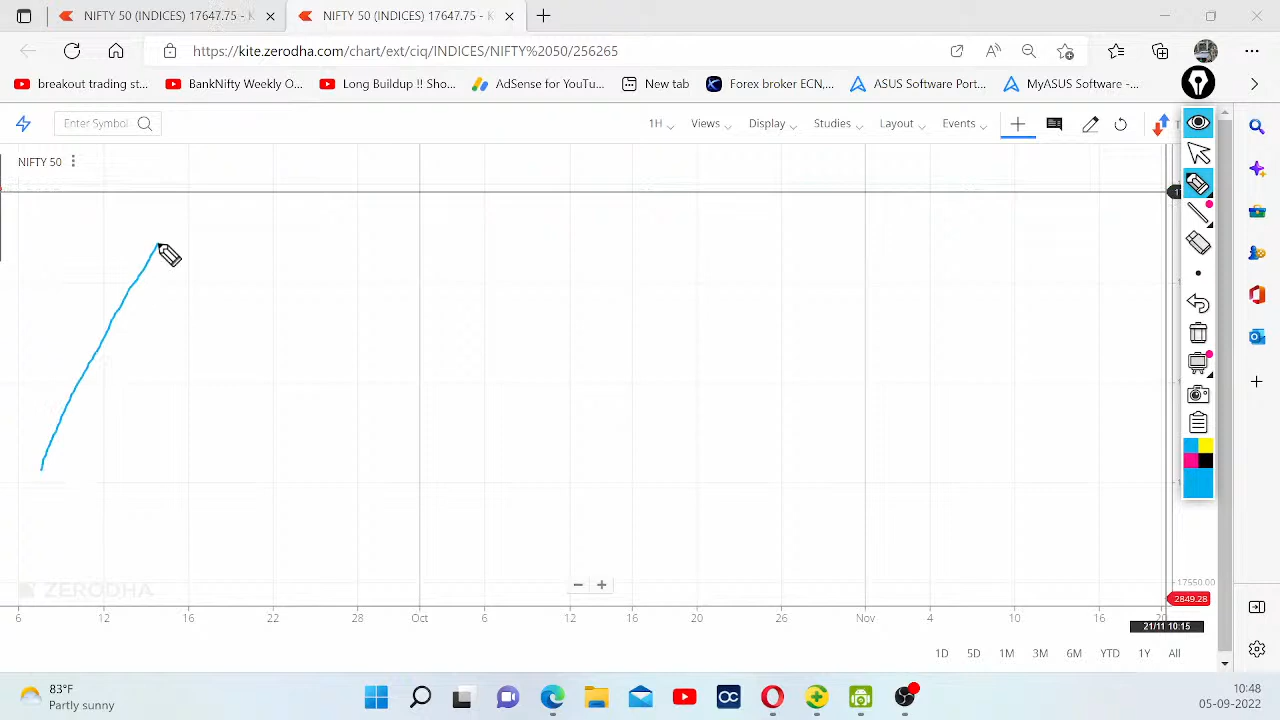 NIFTY 50 (INDICES) 17647.75 - K
NIFTY 50 (INDICES) 17647.75 - K
https://kite.zerodha.com/chart/ext/ciq/INDICES/NIFTY%2050/256265
breakout trading st...
BankNifty Weekly O...
Long Buildup !! Sho...
AdSense for YouTu...
New tab
Forex broker ECN,...
ASUS Software Port...
MyASUS Software -...
Enter Symbol
1H
Views
Display
Studies
Layout
Events
NIFTY 50
ZERODHA
17550.00
2849.28
6 12 16 22 28 Oct 6 12 16 20 26 Nov 4 10 16
21/11 10:15
1D 5D 1M 3M 6M YTD 1Y All
83°F
Partly sunny
10:48
05-09-2022